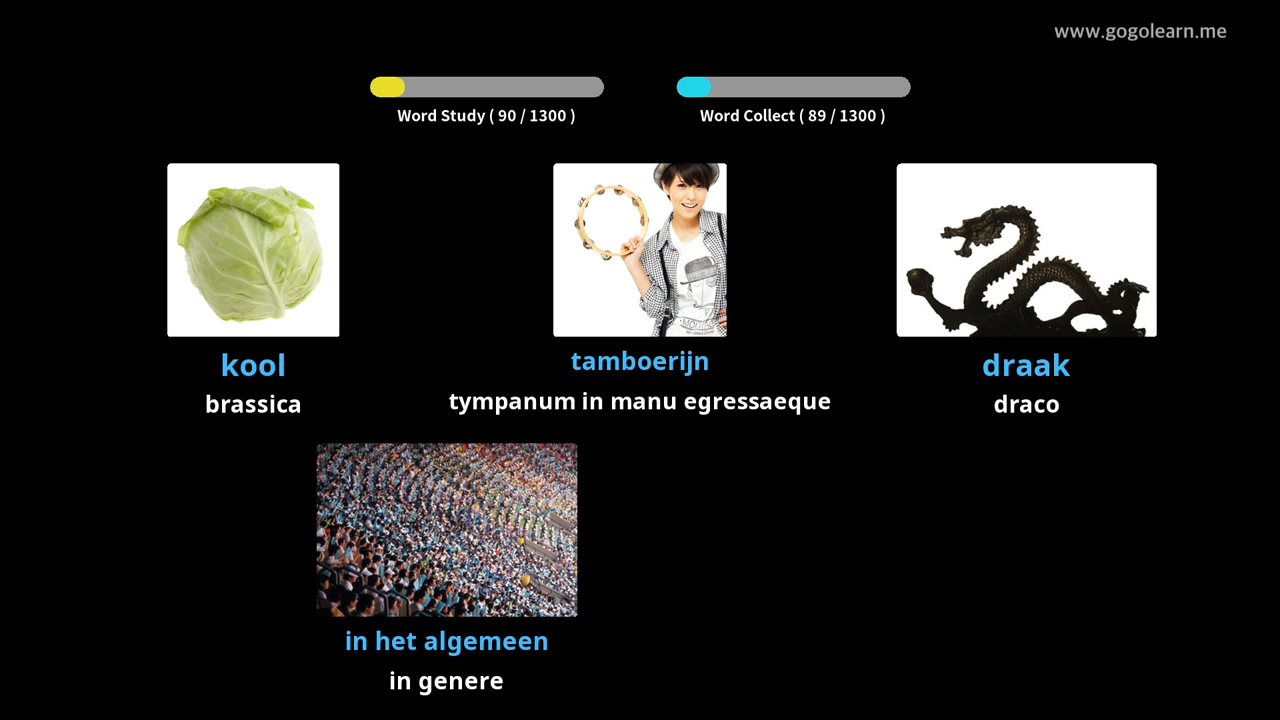 www.gogolearn.me
Word Study ( 90 / 1300 )
Word Collect ( 89 / 1300 )
kool
brassica
tamboerijn
tympanum in manu egressaeque
draak
draco
in het algemeen
in genere